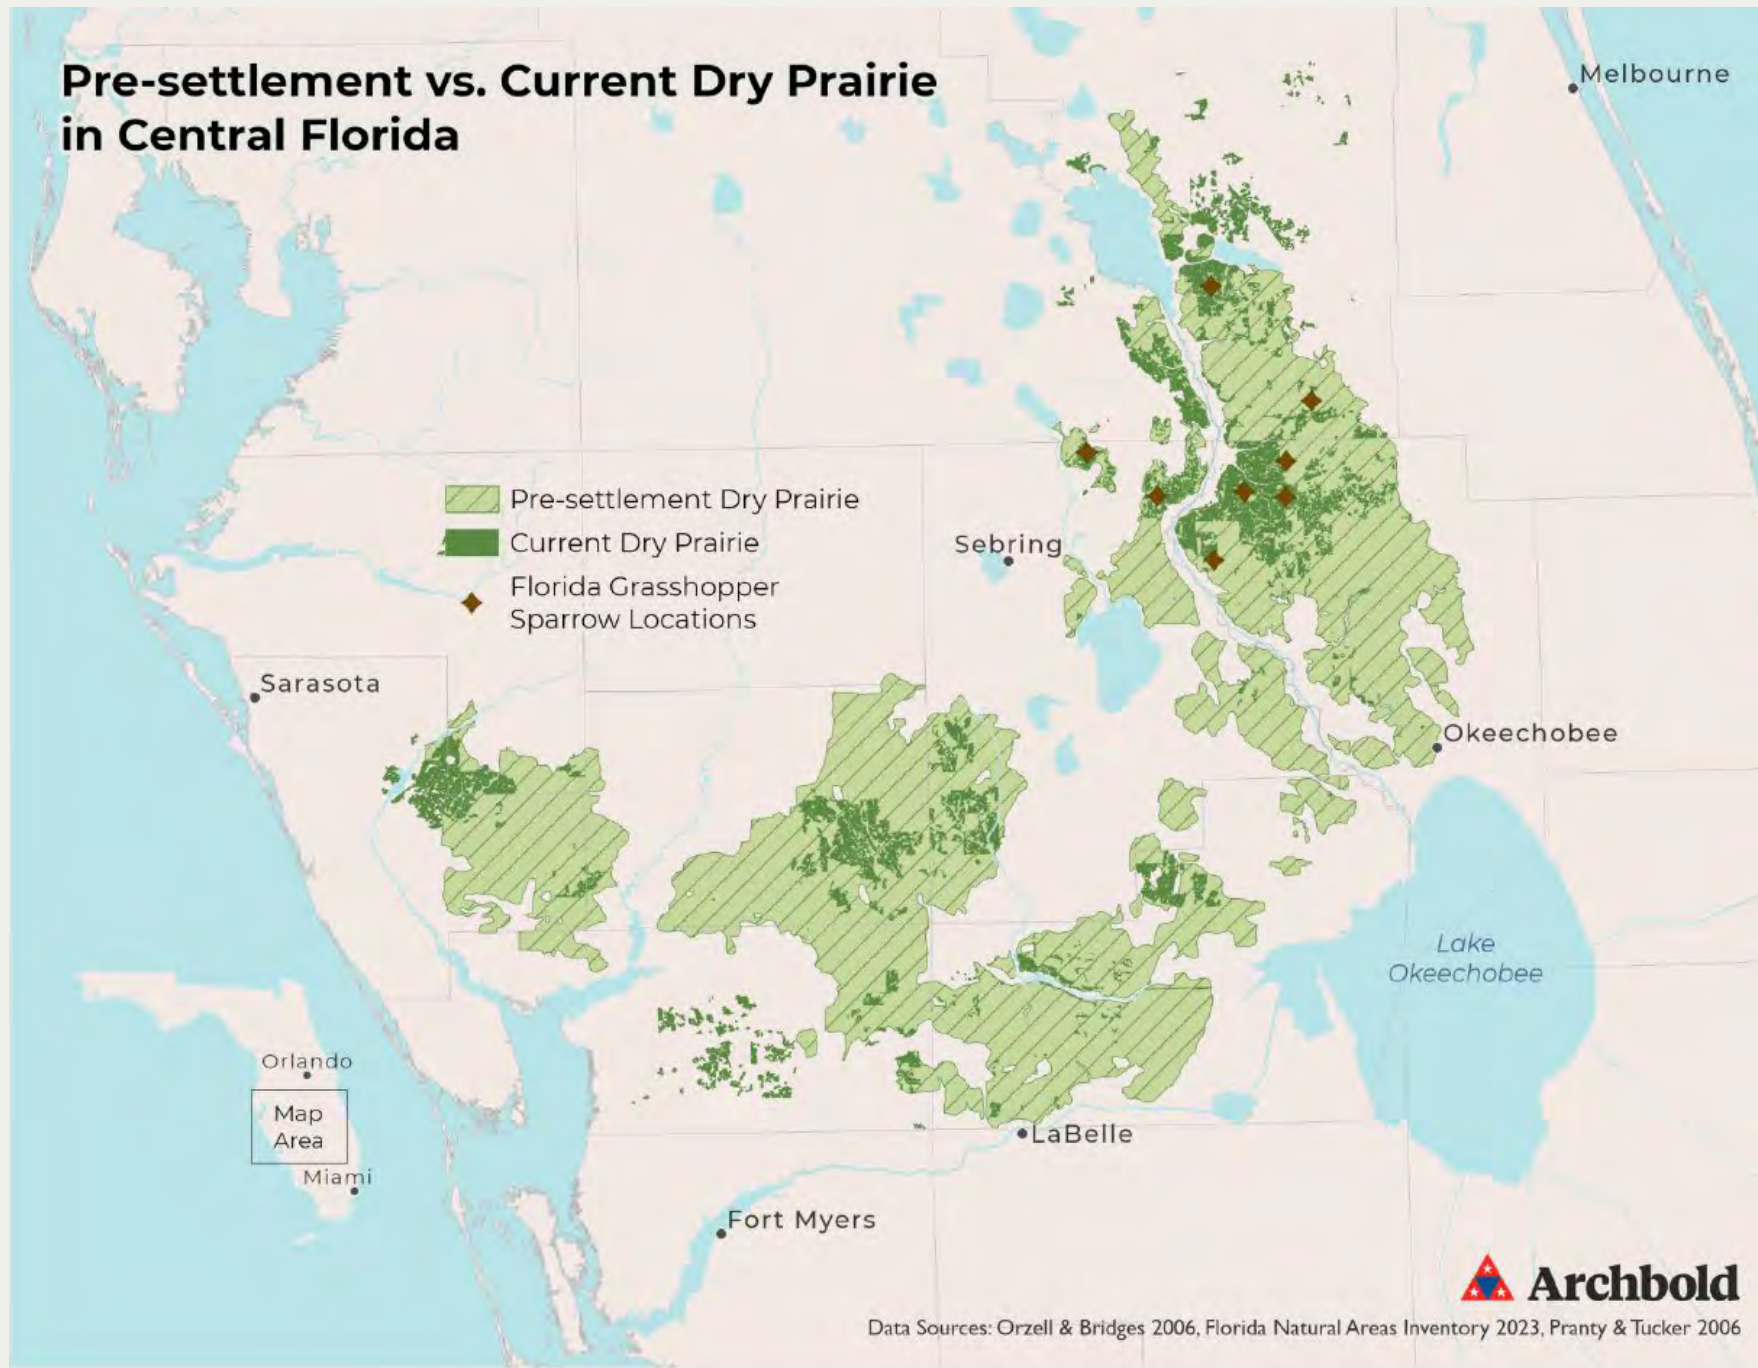 Pre-settlement vs. Current Dry Prairie
in Central Florida
Melbourne
Pre-settlement Dry Prairie
Current Dry Prairie
Florida Grasshopper
Sparrow Locations
Sebring
Sarasota
Okeechobee
Lake
Okeechobee
Orlando
Map
Area
Miami
LaBelle
Fort Myers
Archbold
Data Sources: Orzell & Bridges 2006, Florida Natural Areas Inventory 2023, Pranty & Tucker 2006